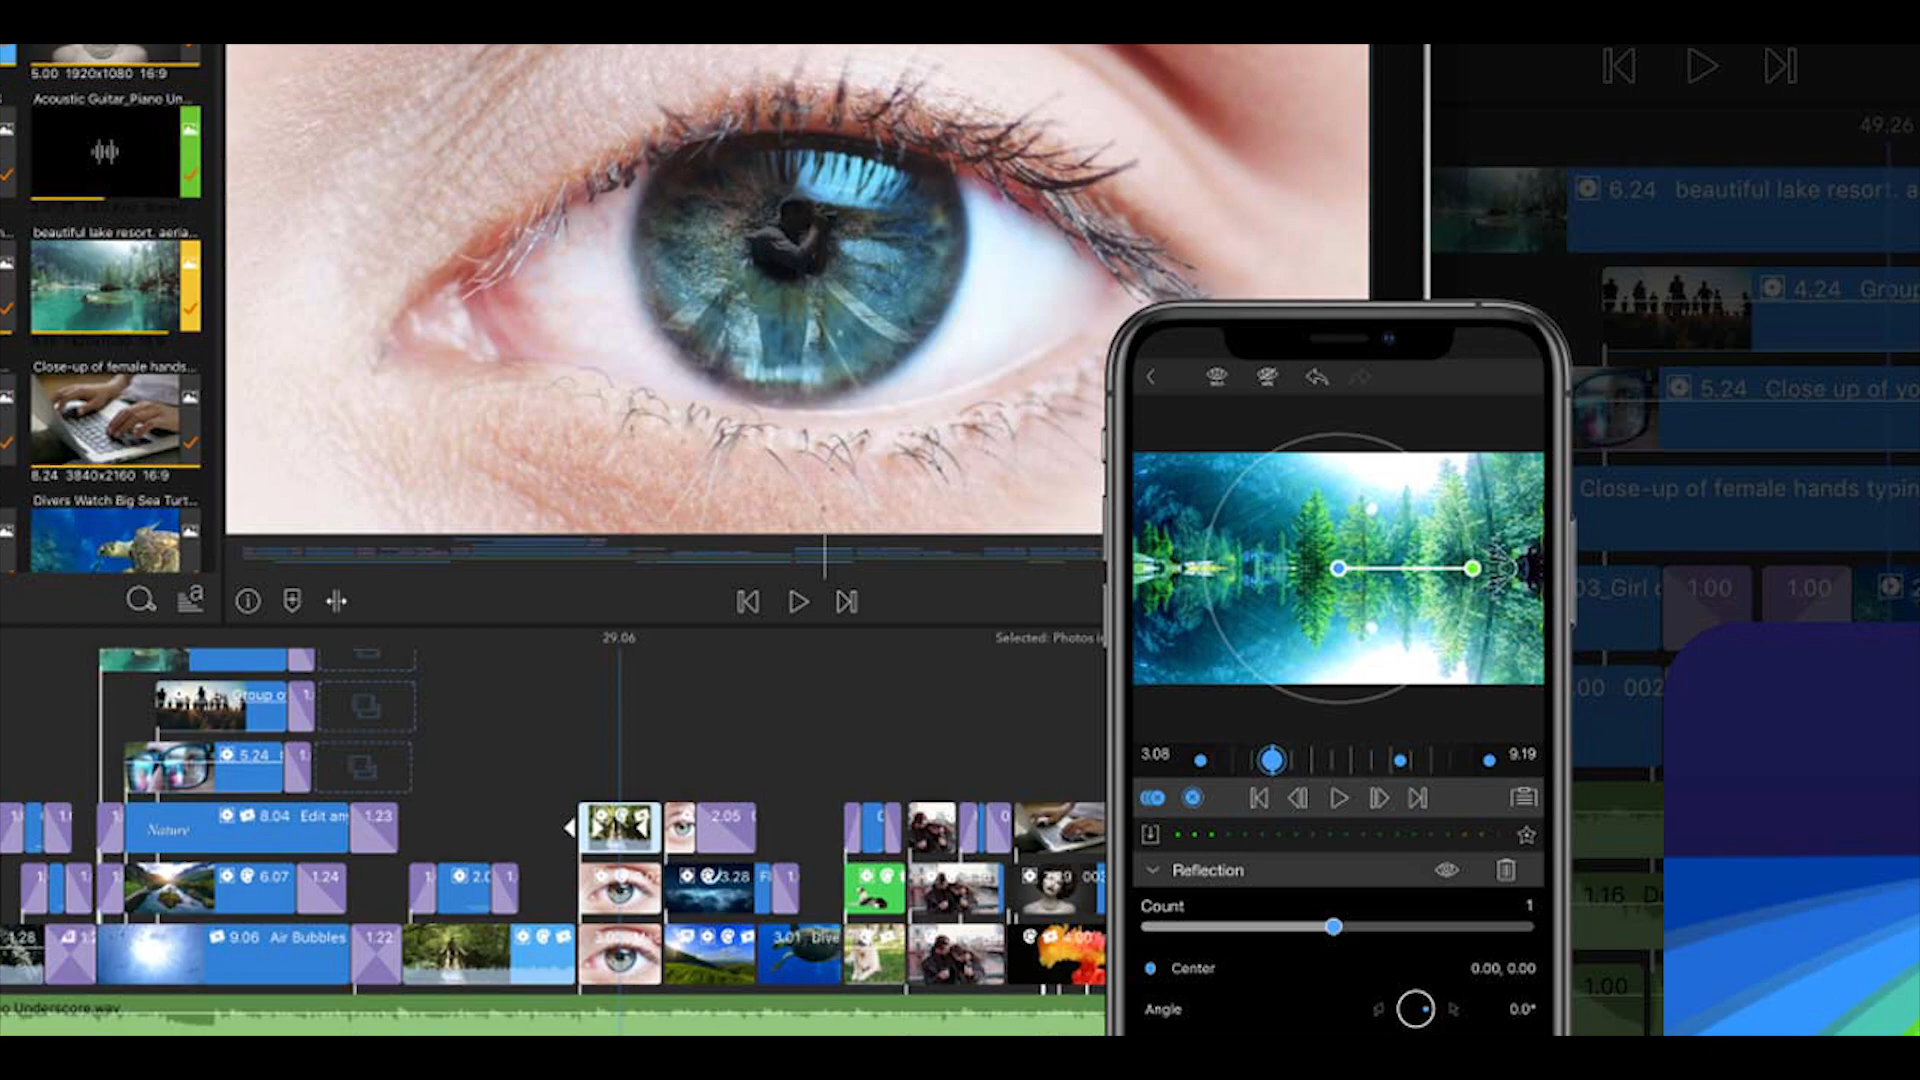 5.00 1920x1080 16:9
Acoustic Guitar_Piano Un...
beautiful lake resort. aeria...
Close-up of female hands...
8.24 3840x2160 16:9
Divers Watch Big Sea Turt...
29.06
Selected: Photos
Group o
5.24
Nature
8.04 Edit an
1.23
6.07
1.24
1.28
9.06 Air Bubbles
1.22
2.05
3.28
3.01 Dive
4.00
Underscore.wav
3.08
9.19
Reflection
Count
1
Center
0.00, 0.00
Angle
0.0°
49.26
6.24 beautiful lake resort. a
4.24 Group
5.24 Close up of yo
Close-up of female hands typing
03_Girl
1.00
1.00
.00 002
1.16
1.00